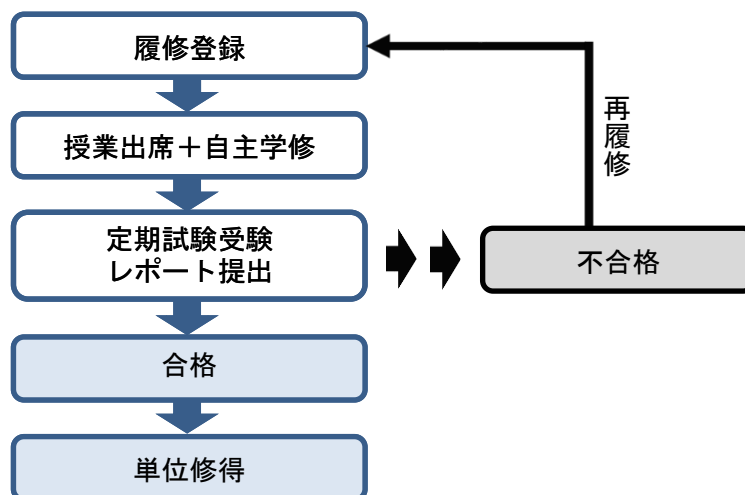 履修登録
授業出席＋自主学修
定期試験受験
レポート提出
合格
単位修得
不合格
再履修